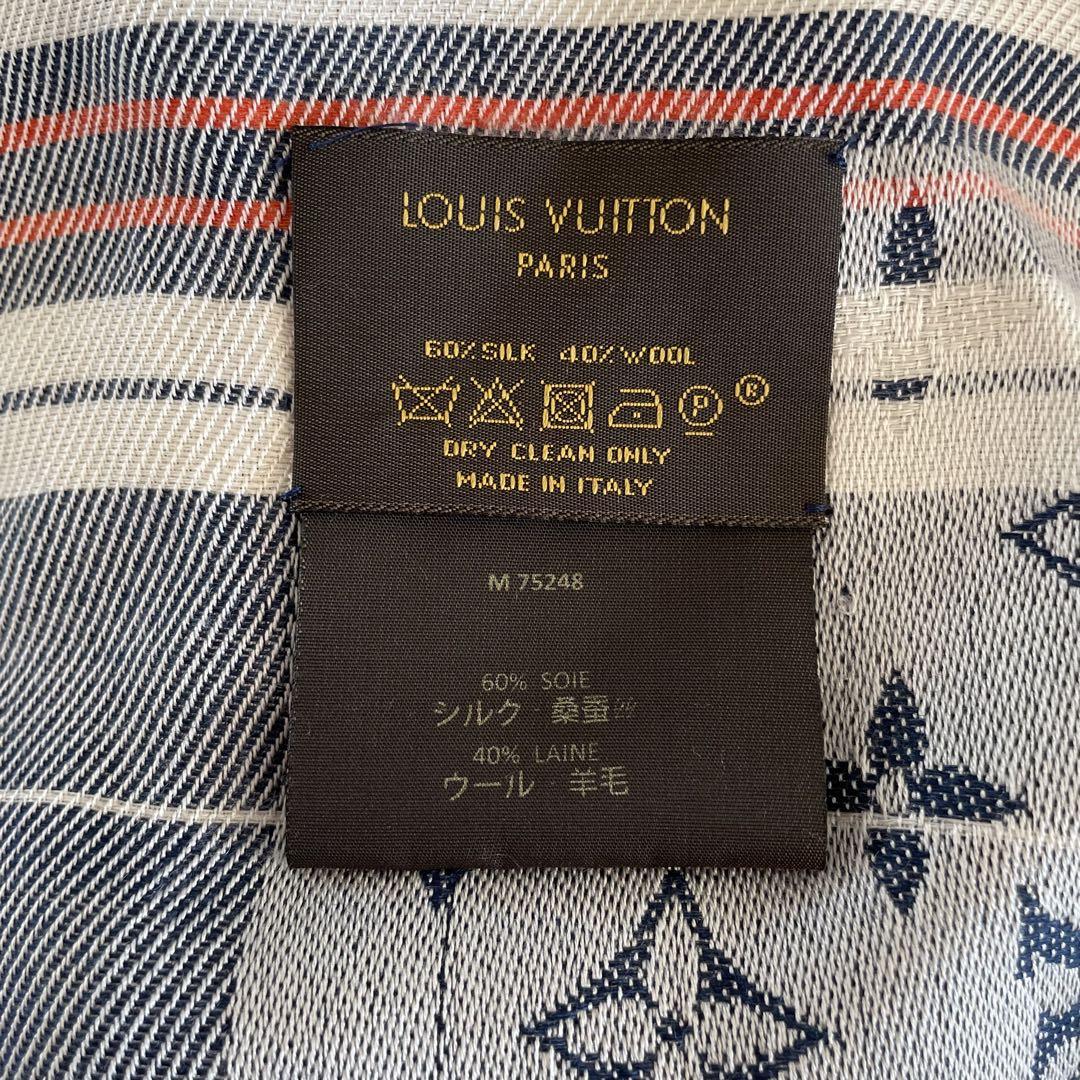 LOUIS VUITTON
PARIS
60% SILK 40% WOOL
P ®
DRY CLEAN ONLY
MADE IN ITALY
M 75248
60% SOIE
シルク · 桑蚕
40% LAINE
ウール · 羊毛